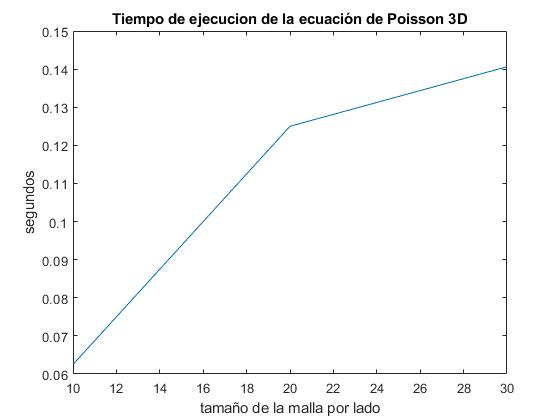 Tiempo de ejecucion de la ecuación de Poisson 3D
0.15
0.14
0.13
0.12
0.11
0.1
0.09
0.08
0.07
0.06
segundos
10 12 14 16 18 20 22 24 26 28 30
tamaño de la malla por lado